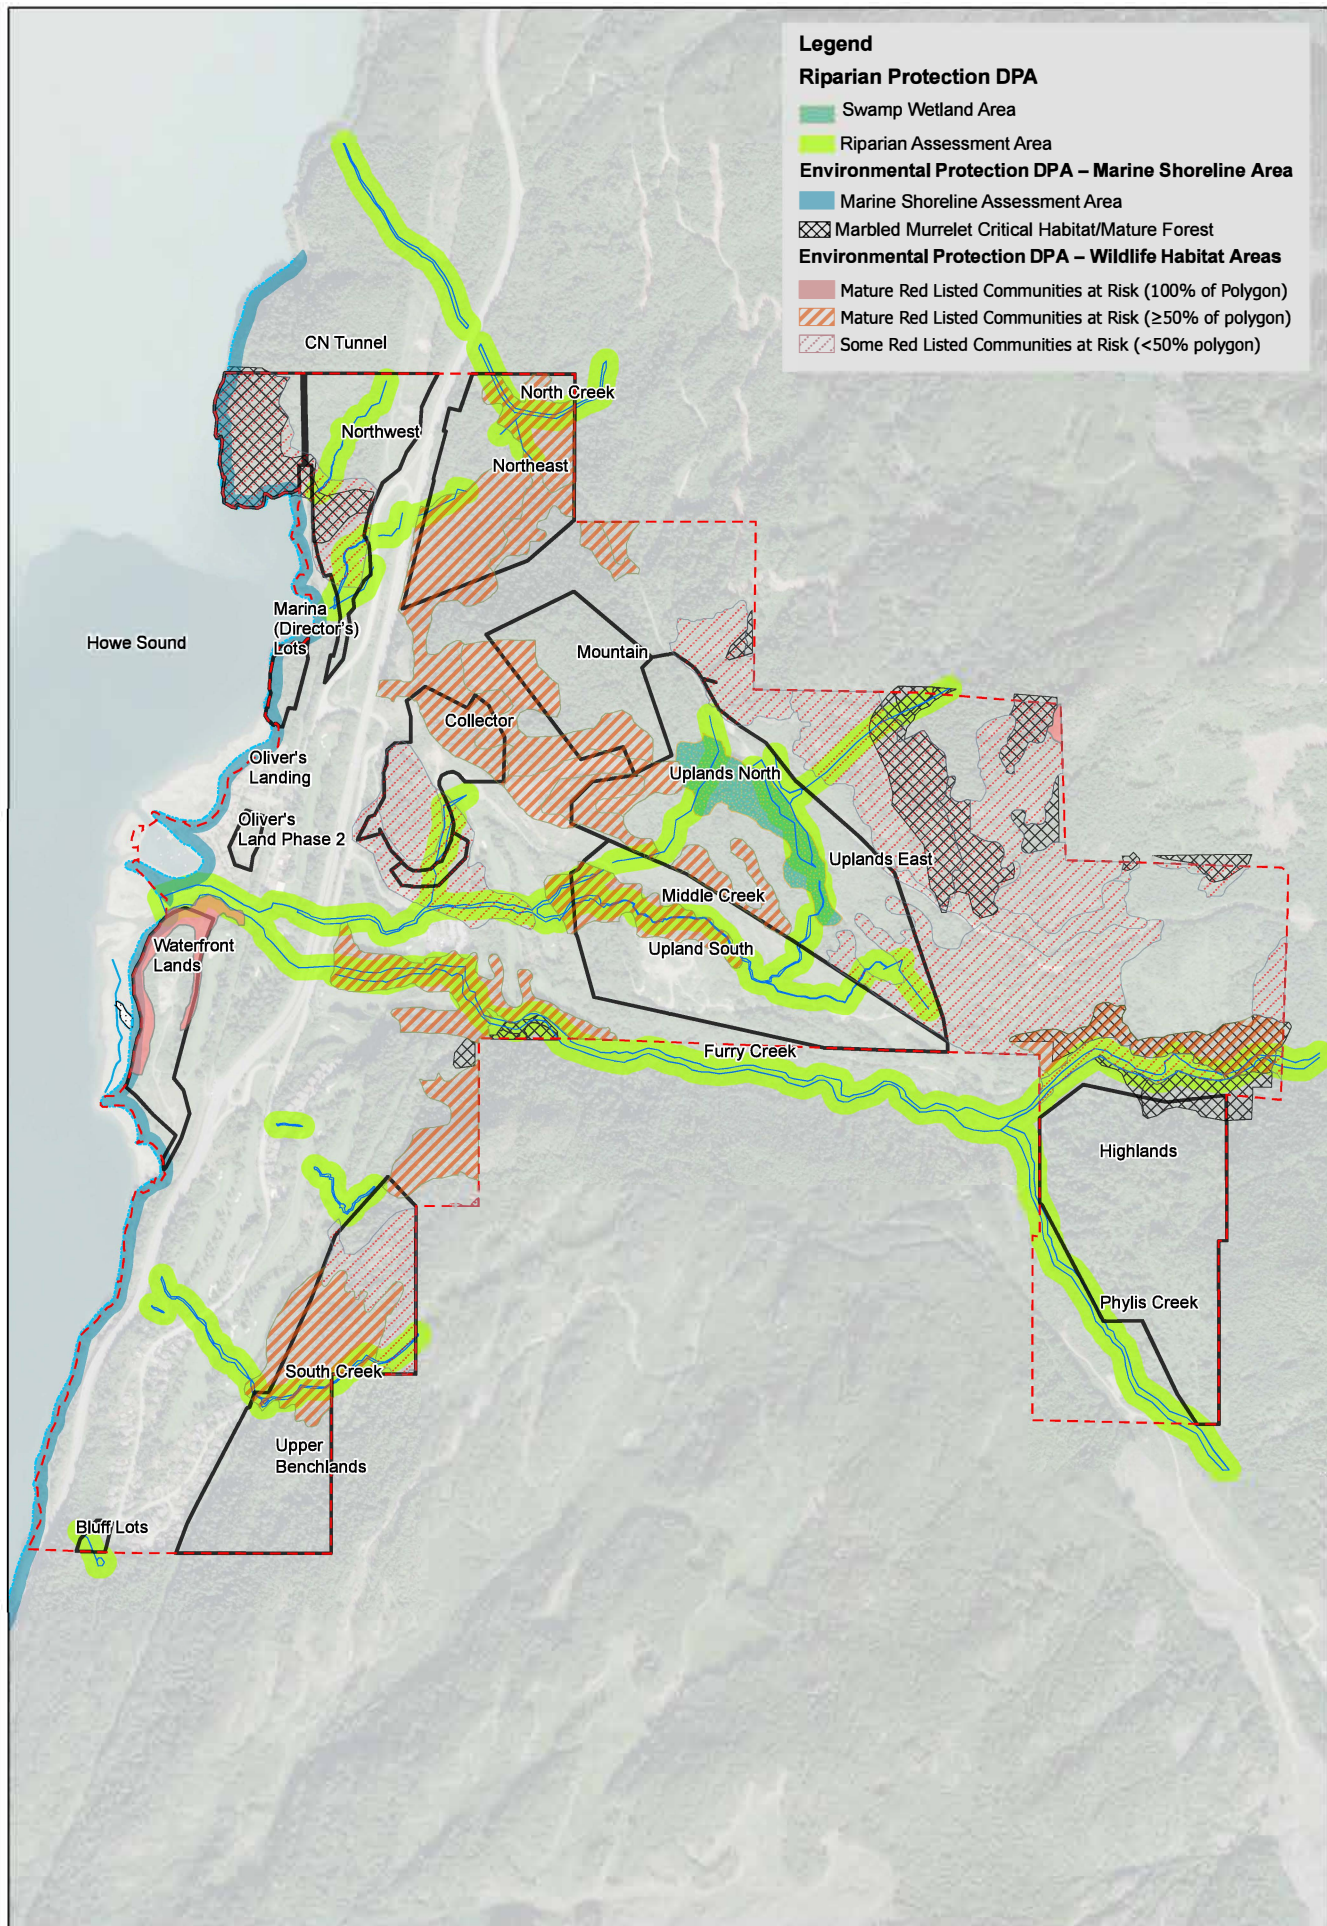 Legend
Riparian Protection DPA
Swamp Wetland Area
Riparian Assessment Area
Environmental Protection DPA – Marine Shoreline Area
Marine Shoreline Assessment Area
Marbled Murrelet Critical Habitat/Mature Forest
Environmental Protection DPA – Wildlife Habitat Areas
Mature Red Listed Communities at Risk (100% of Polygon)
Mature Red Listed Communities at Risk (≥50% of polygon)
Some Red Listed Communities at Risk (<50% polygon)
CN Tunnel
North Creek
Northwest
Northeast
Marina
(Director's)
Lots
Howe Sound
Mountain
Collector
Oliver's
Landing
Uplands North
Oliver's
Land Phase 2
Uplands East
Middle Creek
Waterfront
Lands
Upland South
Furry Creek
Highlands
Phylis Creek
South Creek
Upper
Benchlands
Bluff Lots